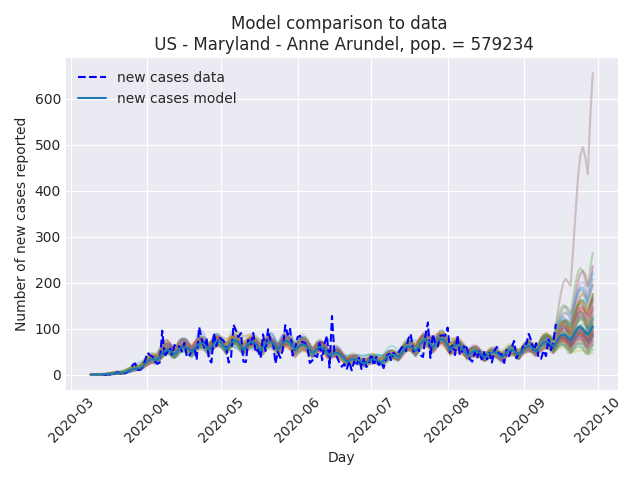 Model comparison to data
US - Maryland - Anne Arundel, pop. = 579234
new cases data
new cases model
Number of new cases reported
600
500
400
300
200
100
0
2020-03
2020-04
2020-05
2020-06
2020-07
2020-08
2020-09
2020-10
Day